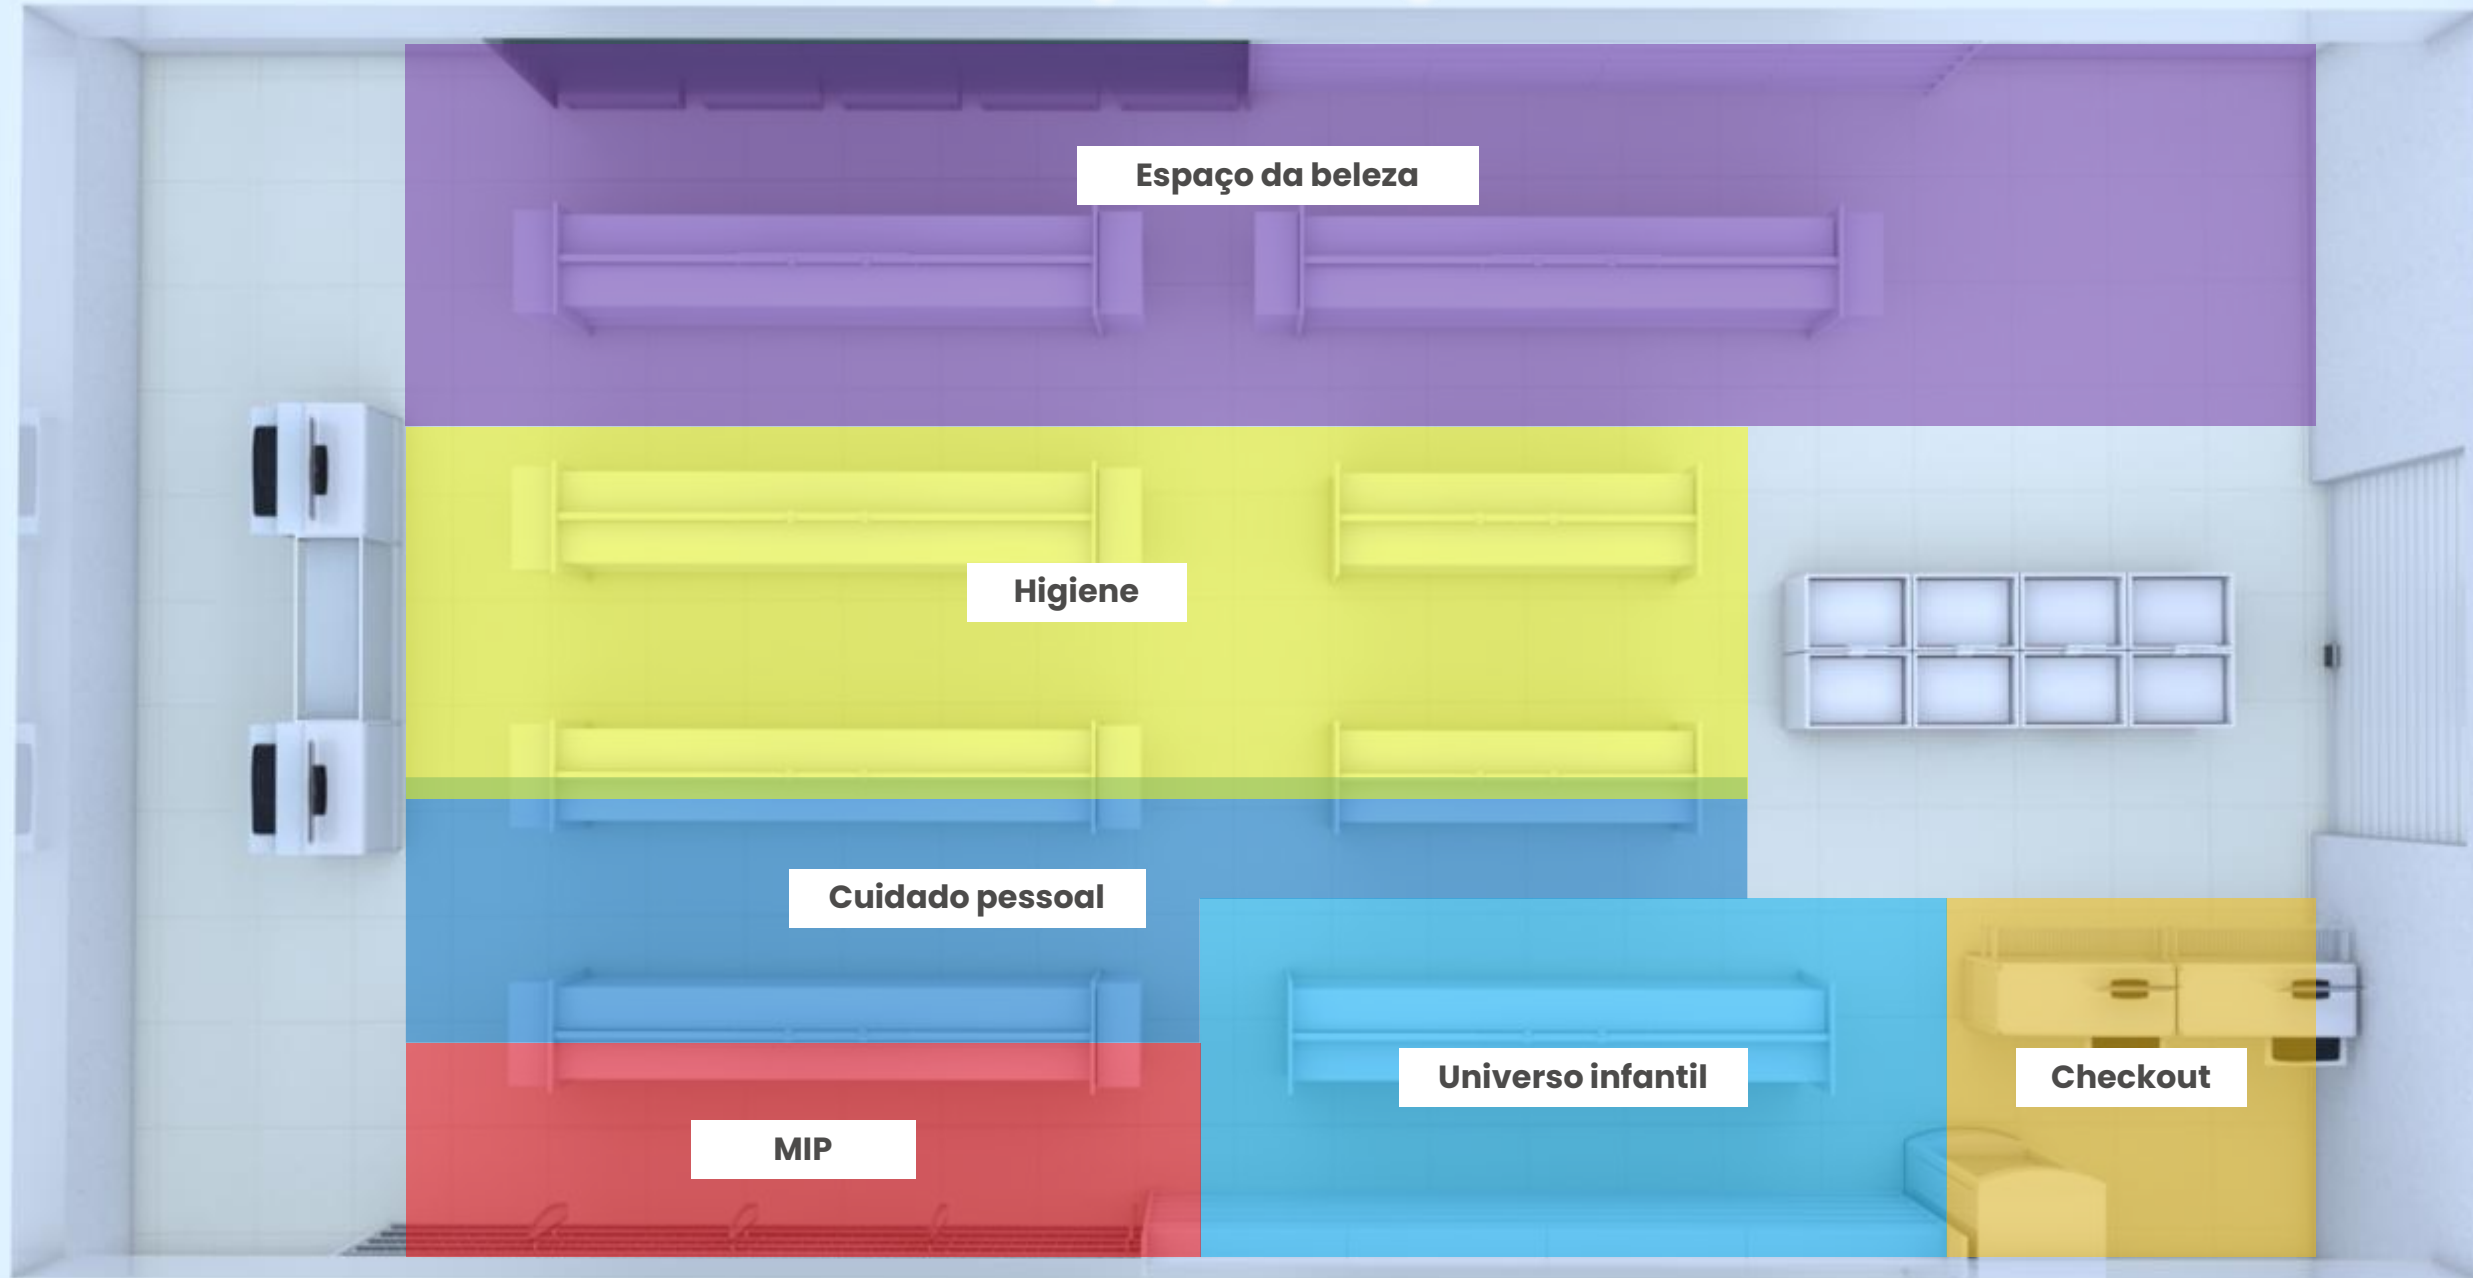 Espaço da beleza
Higiene
Cuidado pessoal
Universo infantil
Checkout
MIP